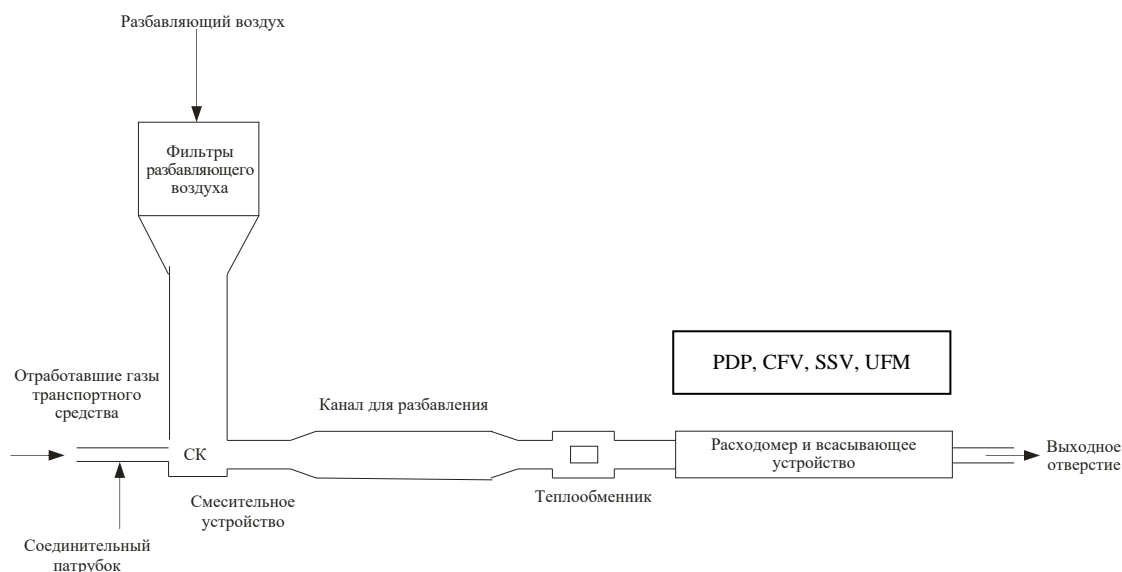 Разбавляющий воздух
Фильтры
разбавляющего
воздуха
PDP, CFV, SSV, UFM
Отработавшие газы
транспортного
средства
Канал для разбавления
СК
Расходомер и всасывающее
устройство
Выходное
отверстие
Смесительное
устройство
Теплообменник
Соединительный
патрубок